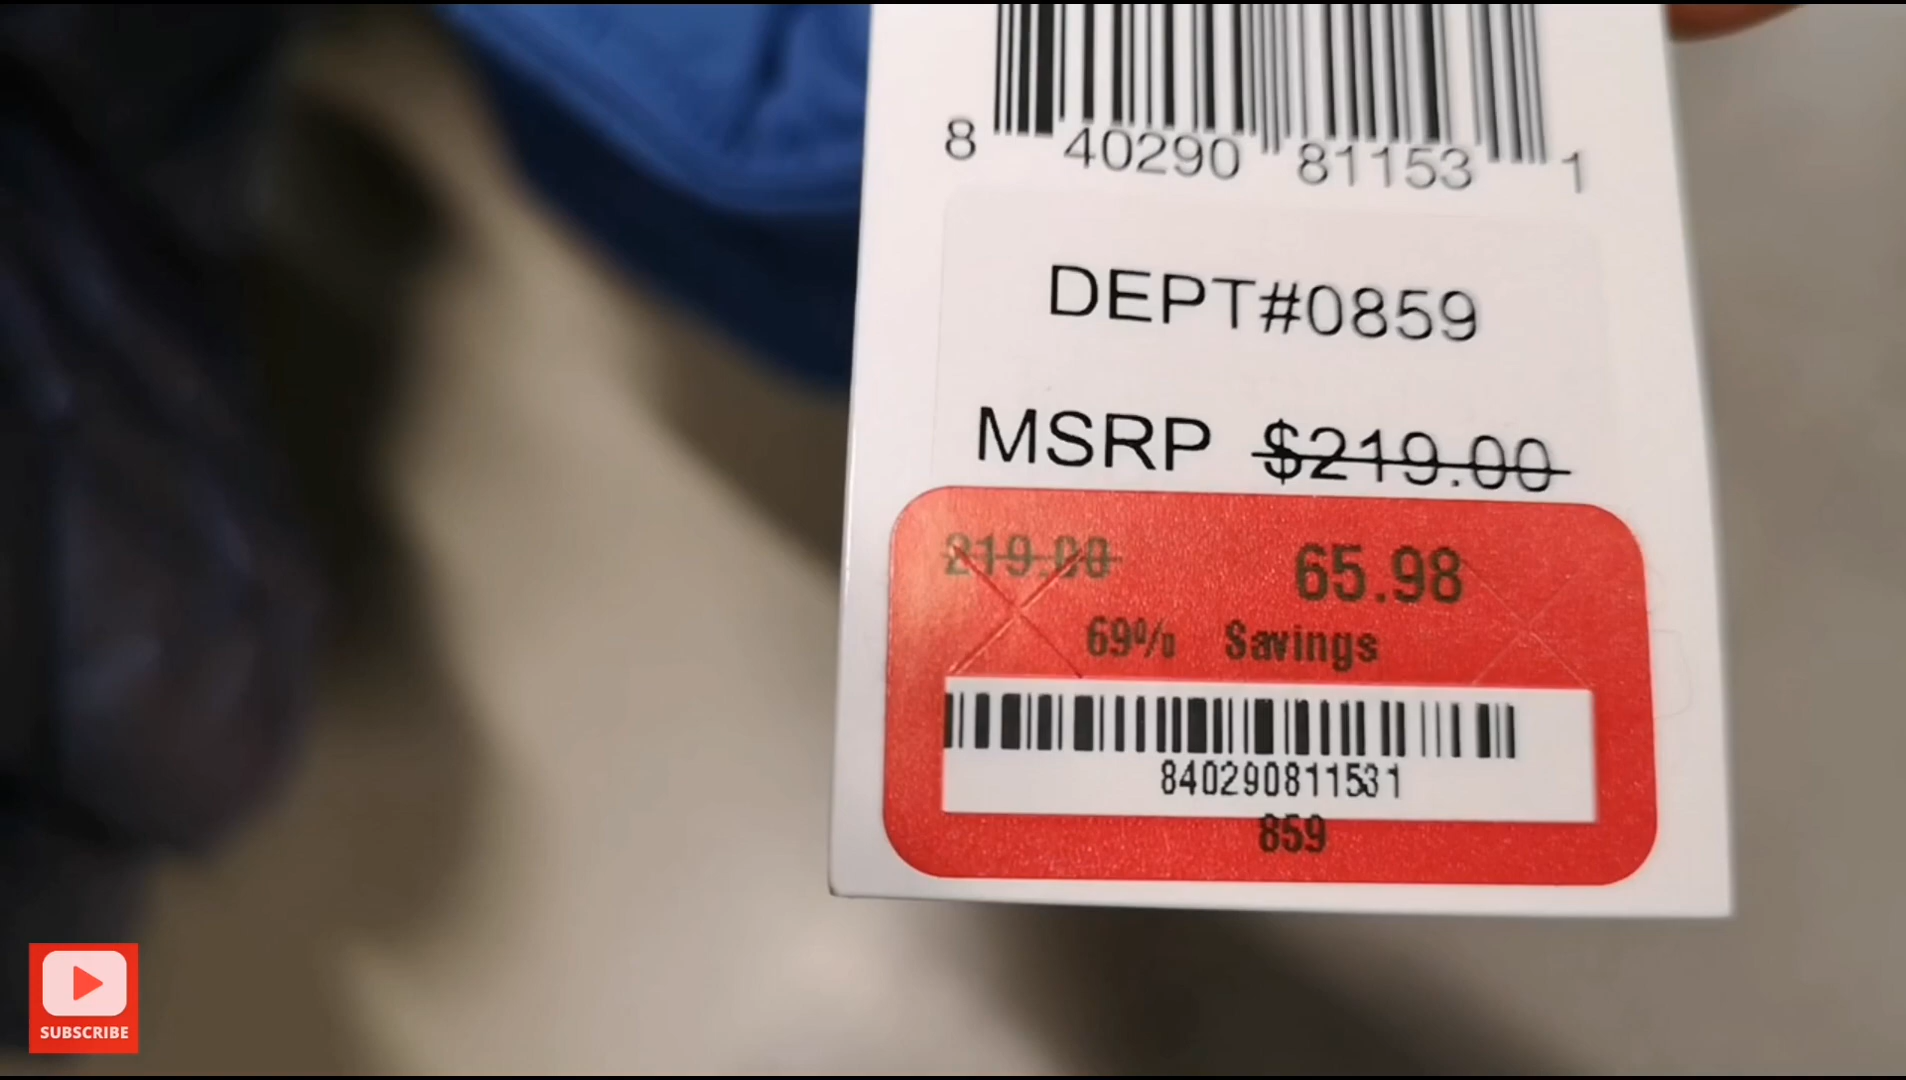 8 40290 81153 1
DEPT#0859
MSRP $219.00
219.00 65.98
69% Savings
840290811531
859
SUBSCRIBE